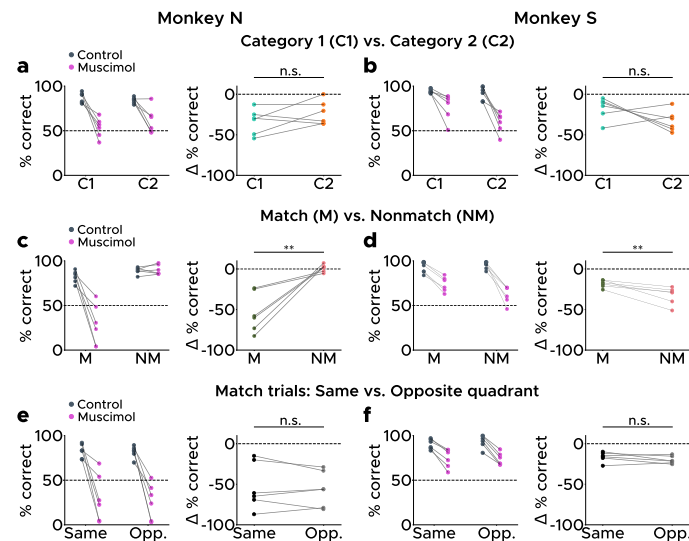 Monkey N
Monkey S
Category 1 (C1) vs. Category 2 (C2)
a
Control
Muscimol
% correct
100
50
0
C1
C2
n.s.
Δ % correct
0
-50
-100
C1
C2
b
% correct
100
50
0
C1
C2
n.s.
Δ % correct
0
-50
-100
C1
C2
Match (M) vs. Nonmatch (NM)
c
Control
Muscimol
% correct
100
50
0
M
NM
**
Δ % correct
0
-50
-100
M
NM
d
% correct
100
50
0
M
NM
**
Δ % correct
0
-50
-100
M
NM
Match trials: Same vs. Opposite quadrant
e
Control
Muscimol
% correct
100
50
0
Same
Opp.
n.s.
Δ % correct
0
-50
-100
Same
Opp.
f
% correct
100
50
0
Same
Opp.
n.s.
Δ % correct
0
-50
-100
Same
Opp.